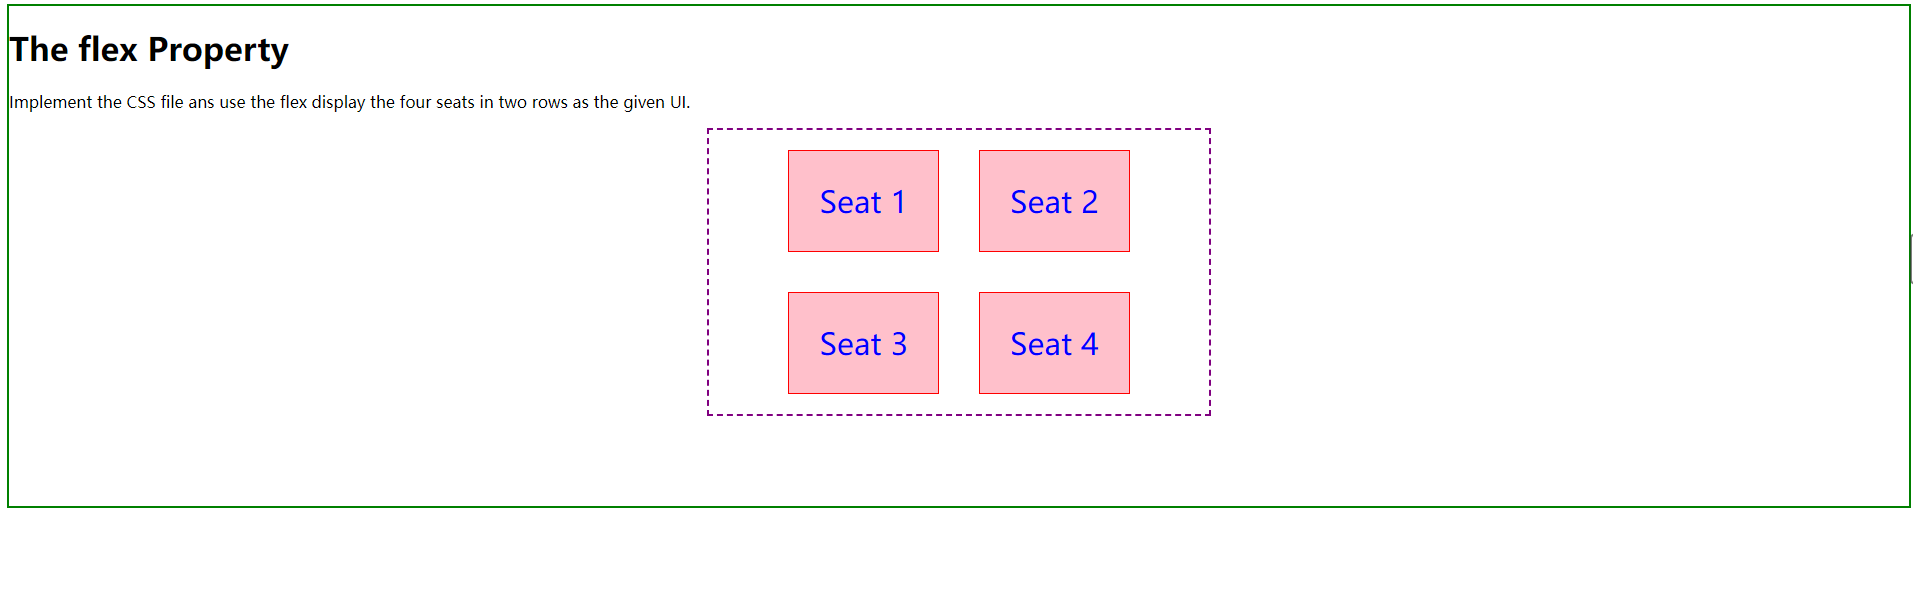 The flex Property
Implement the CSS file ans use the flex display the four seats in two rows as the given UI.
Seat 1
Seat 2
Seat 3
Seat 4